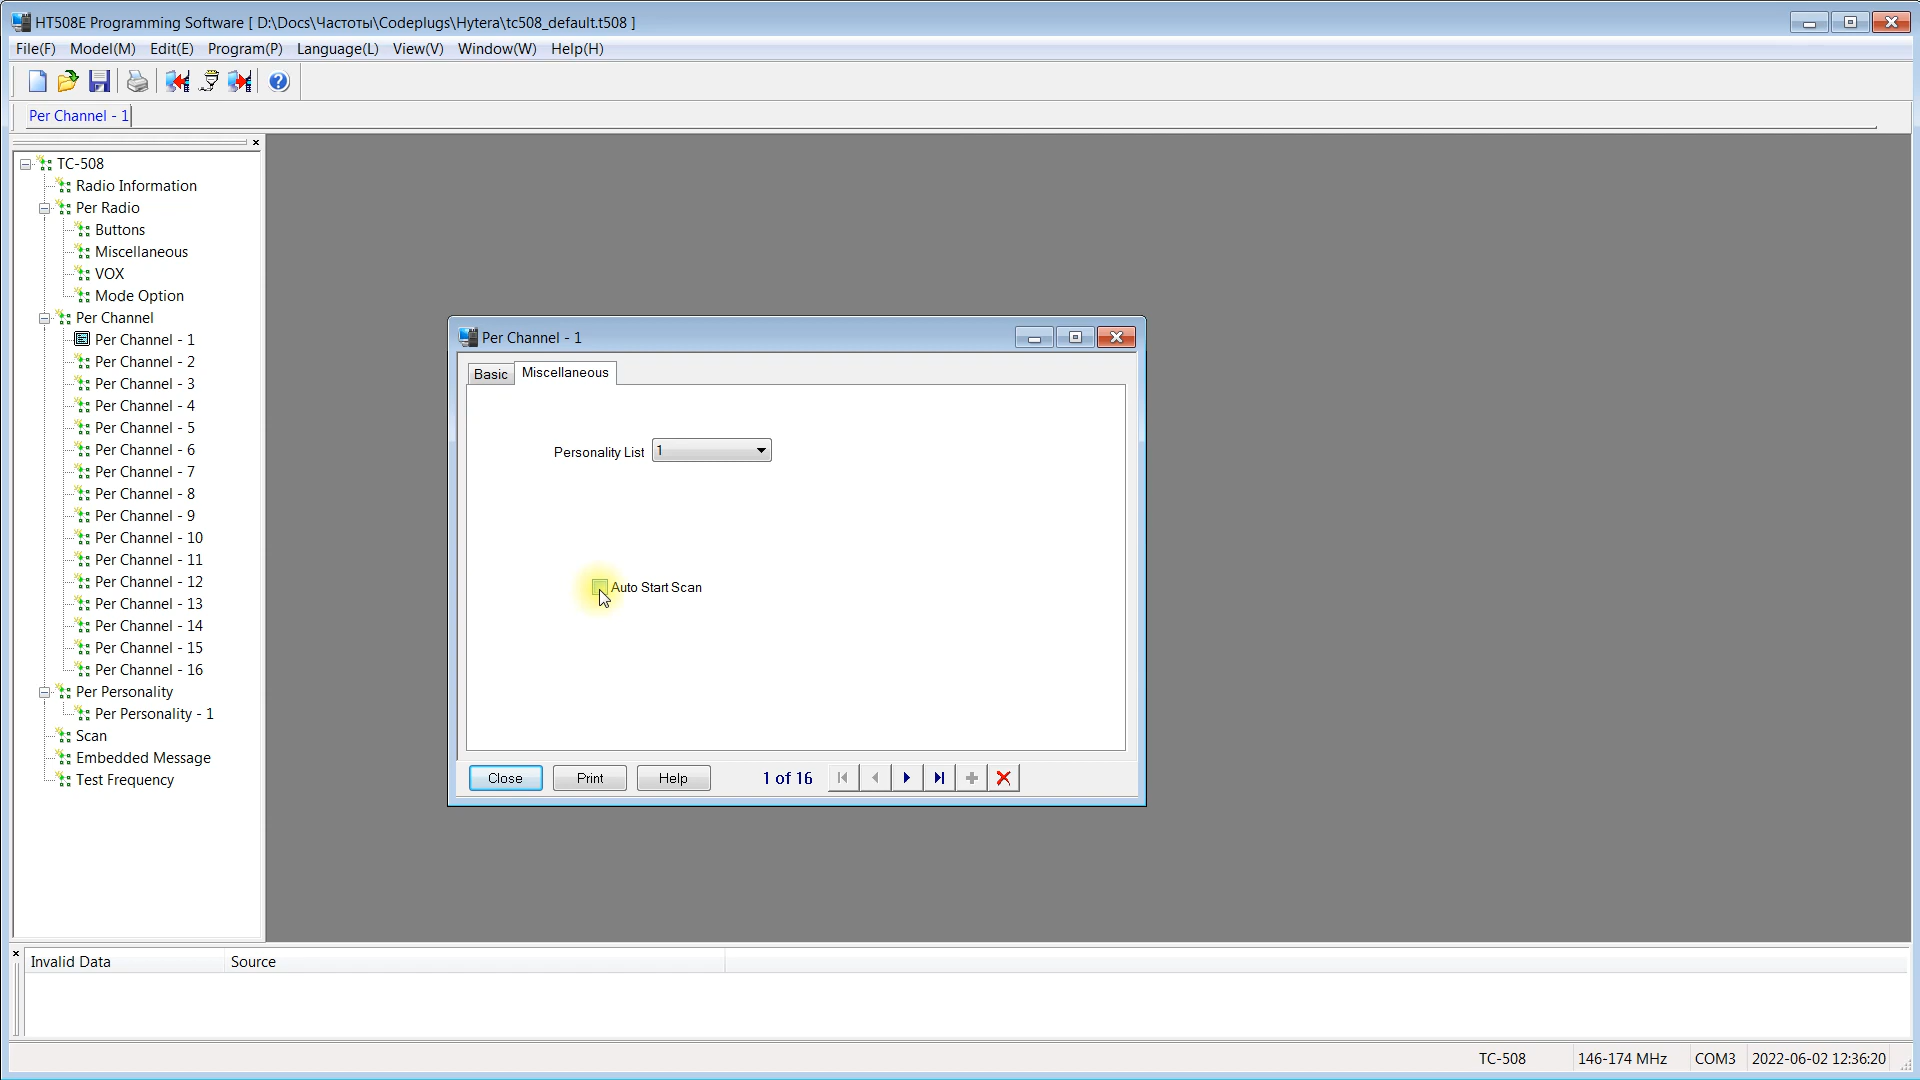 HT508E Programming Software [ D:\Docs\Частоты\Codeplugs\Hytera\tc508_default.t508 ]
File(F) Model(M) Edit(E) Program(P) Language(L) View(V) Window(W) Help(H)
Per Channel - 1
TC-508
Radio Information
Per Radio
Buttons
Miscellaneous
VOX
Mode Option
Per Channel
Per Channel - 1
Per Channel - 2
Per Channel - 3
Per Channel - 4
Per Channel - 5
Per Channel - 6
Per Channel - 7
Per Channel - 8
Per Channel - 9
Per Channel - 10
Per Channel - 11
Per Channel - 12
Per Channel - 13
Per Channel - 14
Per Channel - 15
Per Channel - 16
Per Personality
Per Personality - 1
Scan
Embedded Message
Test Frequency
Per Channel - 1
Basic Miscellaneous
Personality List 1
Auto Start Scan
Close Print Help 1 of 16
Invalid Data Source
TC-508 146-174 MHz COM3 2022-06-02 12:36:20